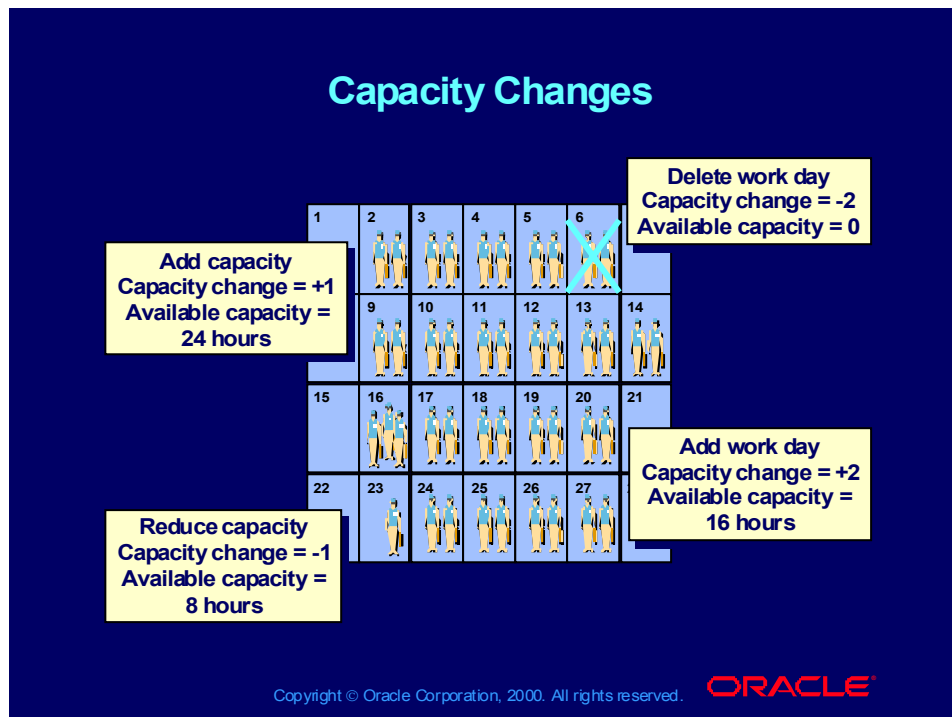 Capacity Changes
Delete work day
Capacity change = -2
Available capacity = 0
1 2 3 4 5 6
Add capacity
Capacity change = +1
Available capacity =
24 hours
9 10 11 12 13 14
15 16 17 18 19 20 21
Add work day
Capacity change = +2
Available capacity =
16 hours
22 23 24 25 26 27
Reduce capacity
Capacity change = -1
Available capacity =
8 hours
Copyright © Oracle Corporation, 2000. All rights reserved.
ORACLE®